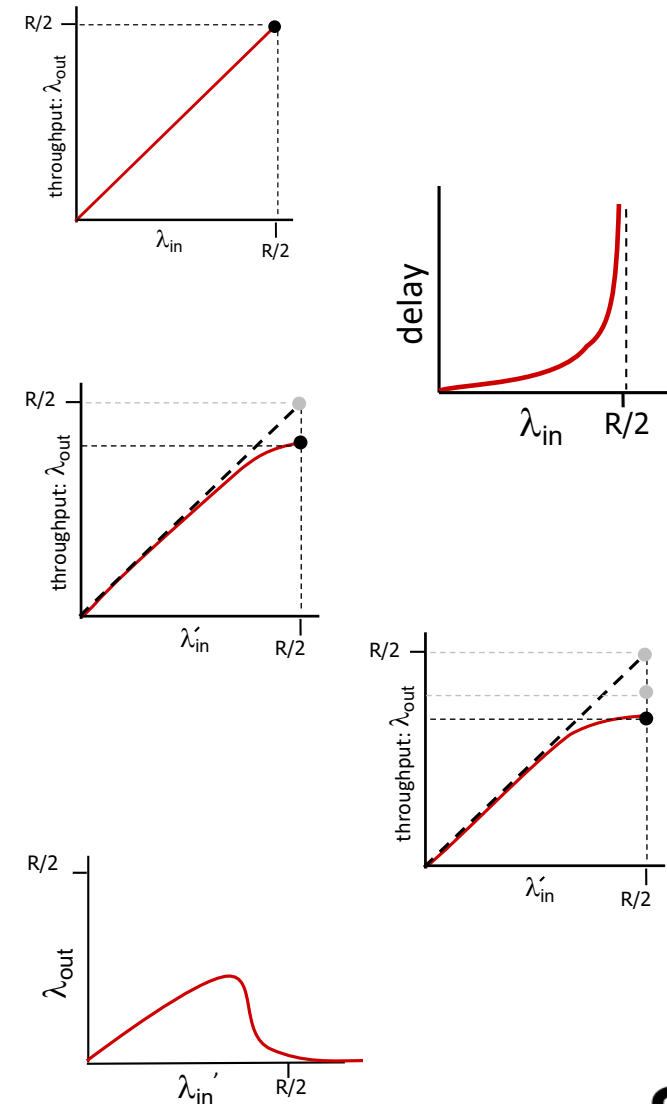 R/2
throughput: λout
λin
R/2
delay
λin
R/2
R/2
throughput: λout
λ′in
R/2
R/2
throughput: λout
λ′in
R/2
R/2
λout
λin′
R/2